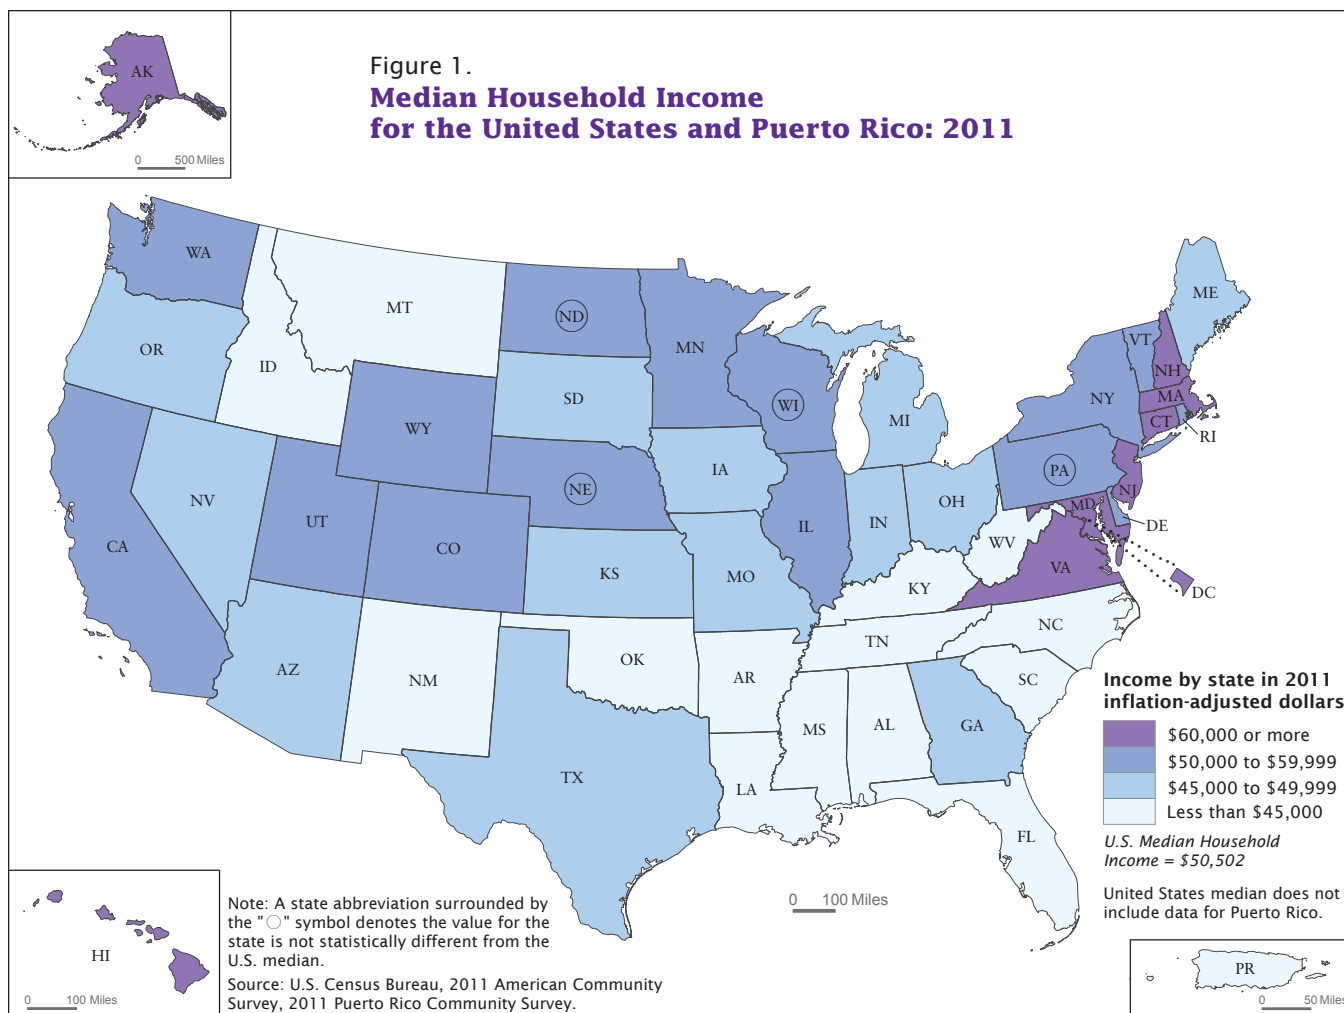 AK
0 500 Miles
Figure 1.
Median Household Income
for the United States and Puerto Rico: 2011
WA
MT
ND
MN
ME
OR
ID
SD
WI
MI
VT
NH
NY
MA
CT
RI
WY
IA
PA
NJ
NV
NE
OH
MD
DE
CA
UT
CO
IL
IN
WV
KS
MO
VA
DC
KY
NC
TN
AZ
NM
OK
AR
SC
MS
AL
GA
TX
LA
FL
Income by state in 2011
inflation-adjusted dollars
$60,000 or more
$50,000 to $59,999
$45,000 to $49,999
Less than $45,000
U.S. Median Household
Income = $50,502
United States median does not
include data for Puerto Rico.
0 100 Miles
HI
0 100 Miles
Note: A state abbreviation surrounded by
the "○" symbol denotes the value for the
state is not statistically different from the
U.S. median.
Source: U.S. Census Bureau, 2011 American Community
Survey, 2011 Puerto Rico Community Survey.
PR
0 50 Miles